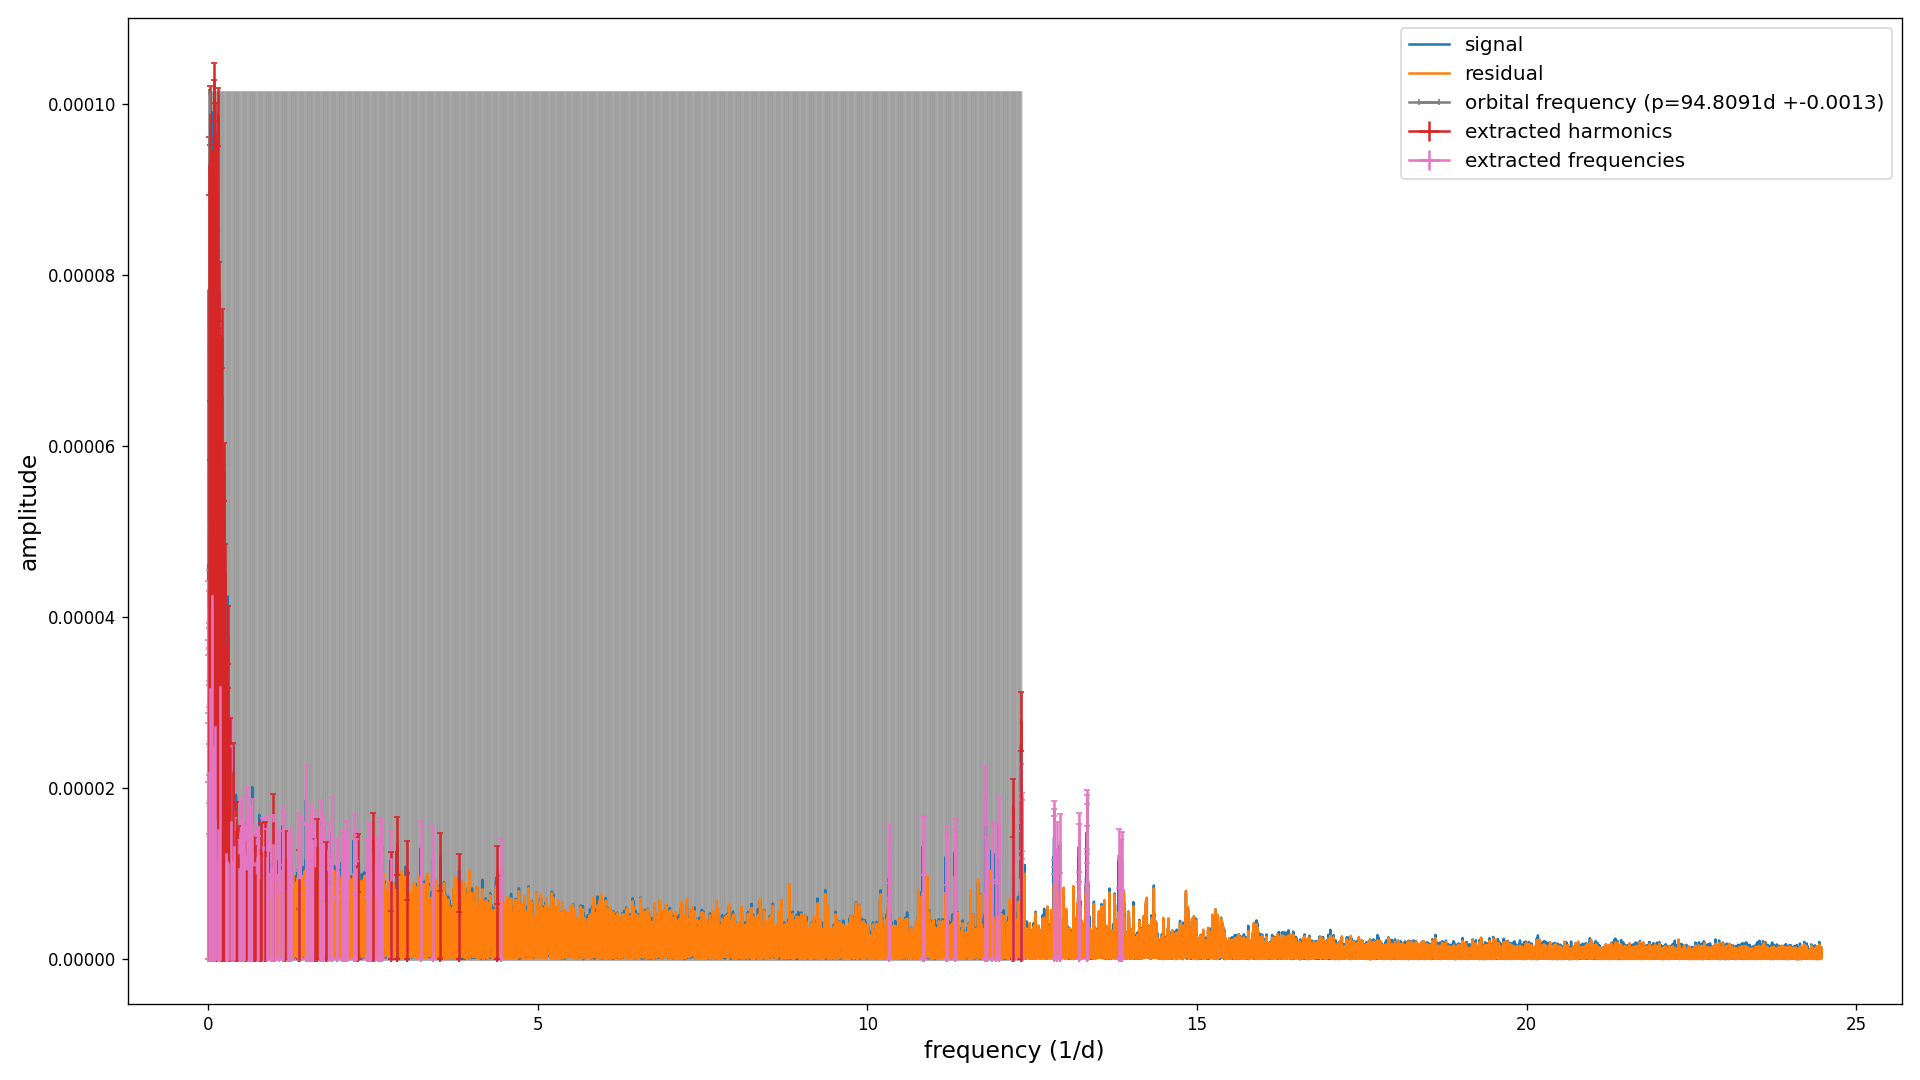 signal
residual
orbital frequency (p=94.8091d +-0.0013)
extracted harmonics
extracted frequencies
amplitude
0.00010
0.00008
0.00006
0.00004
0.00002
0.00000
0 5 10 15 20 25
frequency (1/d)